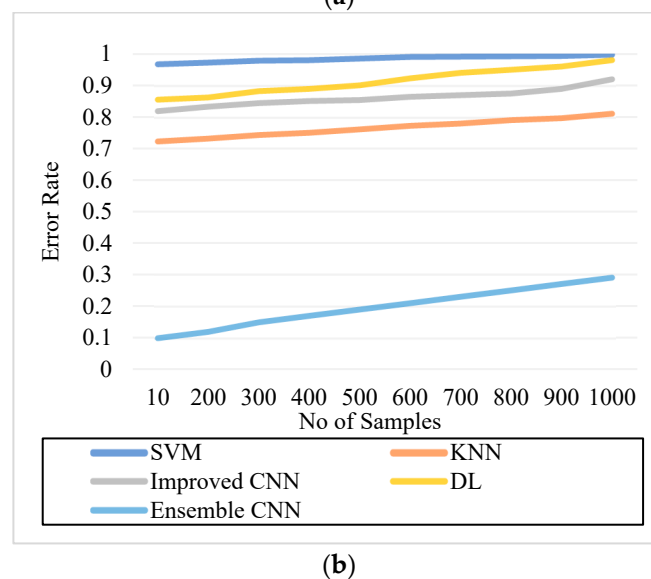 (a)
1
0.9
0.8
0.7
0.6
0.5
0.4
0.3
0.2
0.1
0
Error Rate
10 200 300 400 500 600 700 800 900 1000
No of Samples
SVM KNN
Improved CNN DL
Ensemble CNN
(b)